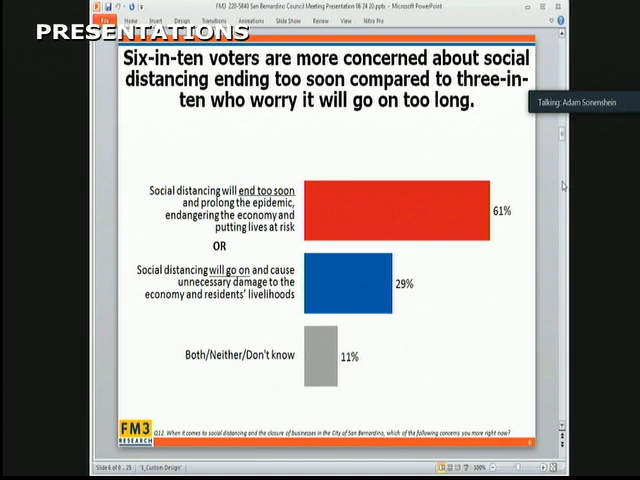 FM3 220-5840 San Bernardino Council Meeting Presentation 06 24 20.pptx - Microsoft PowerPoint
File Home Insert Design Transitions Animations Slide Show Review View Nitro Pro
PRESENTATIONS
Six-in-ten voters are more concerned about social
distancing ending too soon compared to three-in-
ten who worry it will go on too long.
Talking: Adam Sonenshein
Social distancing will end too soon
and prolong the epidemic,
endangering the economy and
putting lives at risk
61%
OR
Social distancing will go on and cause
unnecessary damage to the
economy and residents' livelihoods
29%
Both/Neither/Don't know
11%
FM3
RESEARCH
Q12. When it comes to social distancing and the closure of businesses in the City of San Bernardino, which of the following concerns you more right now?
6
100%